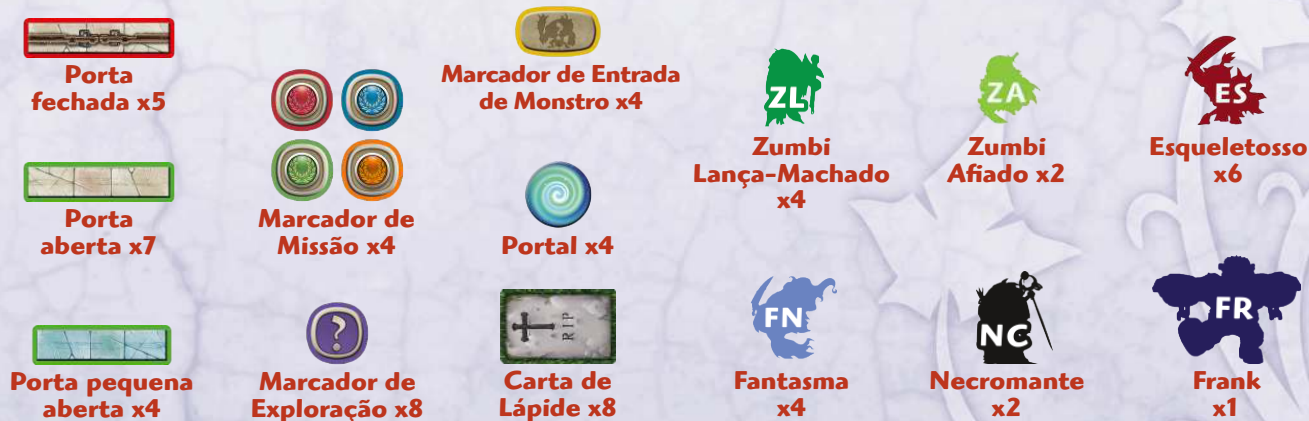 Porta
fechada x5
Porta
aberta x7
Porta pequena
aberta x4
Marcador de
Missão x4
?
Marcador de
Exploração x8
Marcador de Entrada
de Monstro x4
Portal x4
RIP
Carta de
Lápide x8
ZL
Zumbi
Lança-Machado
x4
ZA
Zumbi
Afiado x2
ES
Esqueletosso
x6
FN
Fantasma
x4
NC
Necromante
x2
FR
Frank
x1